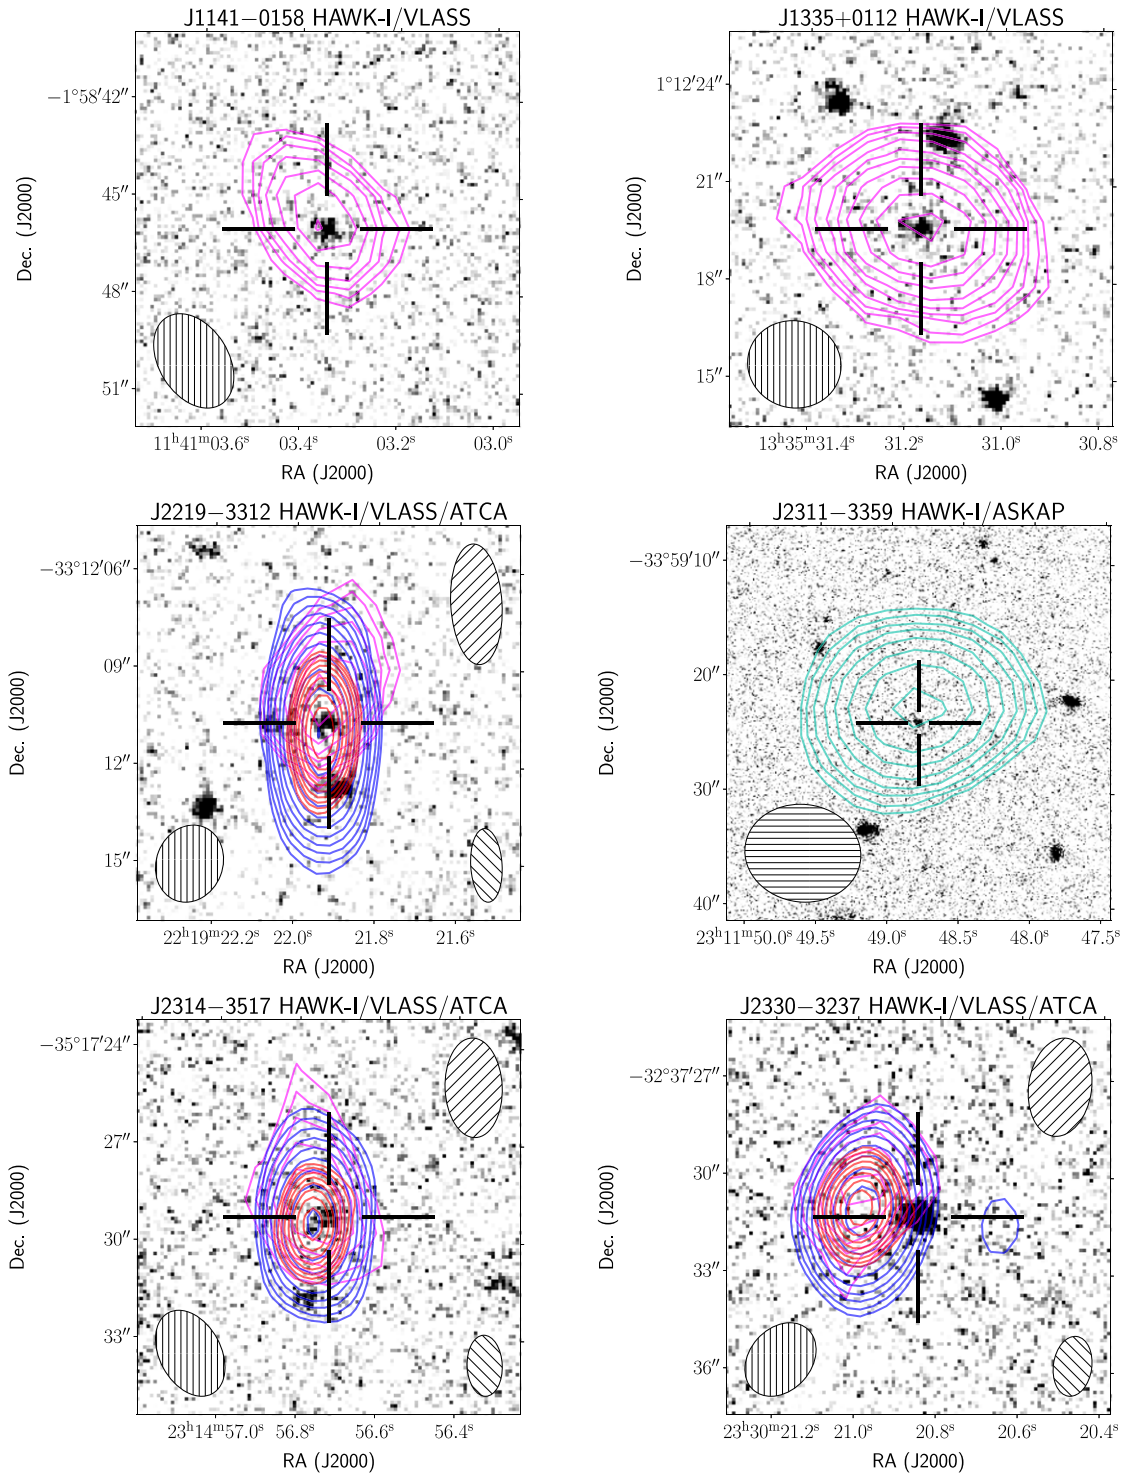 J1141−0158 HAWK-I/VLASS
−1°58′42″
45″
48″
51″
Dec. (J2000)
11ʰ41ᵐ03.6ˢ 03.4ˢ 03.2ˢ 03.0ˢ
RA (J2000)
J1335+0112 HAWK-I/VLASS
1°12′24″
21″
18″
15″
Dec. (J2000)
13ʰ35ᵐ31.4ˢ 31.2ˢ 31.0ˢ 30.8ˢ
RA (J2000)
J2219−3312 HAWK-I/VLASS/ATCA
−33°12′06″
09″
12″
15″
Dec. (J2000)
22ʰ19ᵐ22.2ˢ 22.0ˢ 21.8ˢ 21.6ˢ
RA (J2000)
J2311−3359 HAWK-I/ASKAP
−33°59′10″
20″
30″
40″
Dec. (J2000)
23ʰ11ᵐ50.0ˢ 49.5ˢ 49.0ˢ 48.5ˢ 48.0ˢ 47.5ˢ
RA (J2000)
J2314−3517 HAWK-I/VLASS/ATCA
−35°17′24″
27″
30″
33″
Dec. (J2000)
23ʰ14ᵐ57.0ˢ 56.8ˢ 56.6ˢ 56.4ˢ
RA (J2000)
J2330−3237 HAWK-I/VLASS/ATCA
−32°37′27″
30″
33″
36″
Dec. (J2000)
23ʰ30ᵐ21.2ˢ 21.0ˢ 20.8ˢ 20.6ˢ 20.4ˢ
RA (J2000)